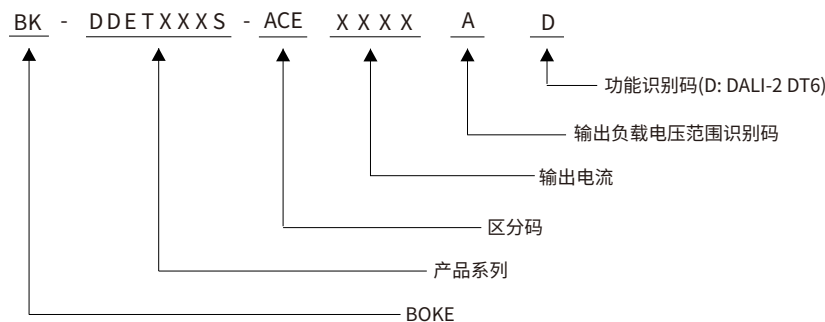 BK - DDETXXXS - ACE XXXX A D
功能识别码(D: DALI-2 DT6)
输出负载电压范围识别码
输出电流
区分码
产品系列
BOKE